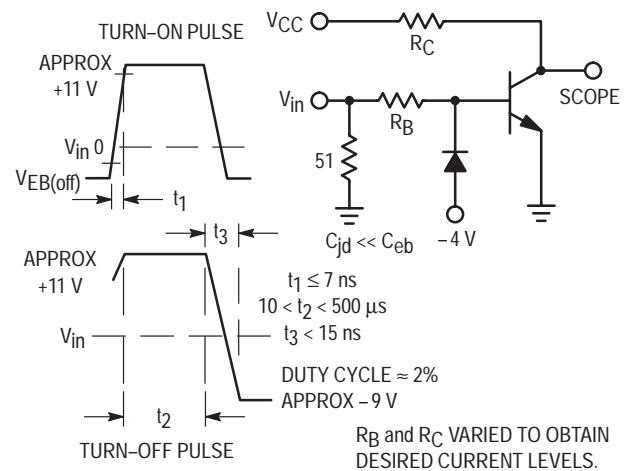 TURN–ON PULSE
APPROX
+11 V
Vin 0
VEB(off)
t1
VCC
RC
Vin
RB
SCOPE
51
Cjd << Ceb
–4 V
t3
APPROX
+11 V
t1 ≤ 7 ns
10 < t2 < 500 μs
t3 < 15 ns
Vin
DUTY CYCLE ≈ 2%
APPROX –9 V
t2
TURN–OFF PULSE
RB and RC VARIED TO OBTAIN
DESIRED CURRENT LEVELS.